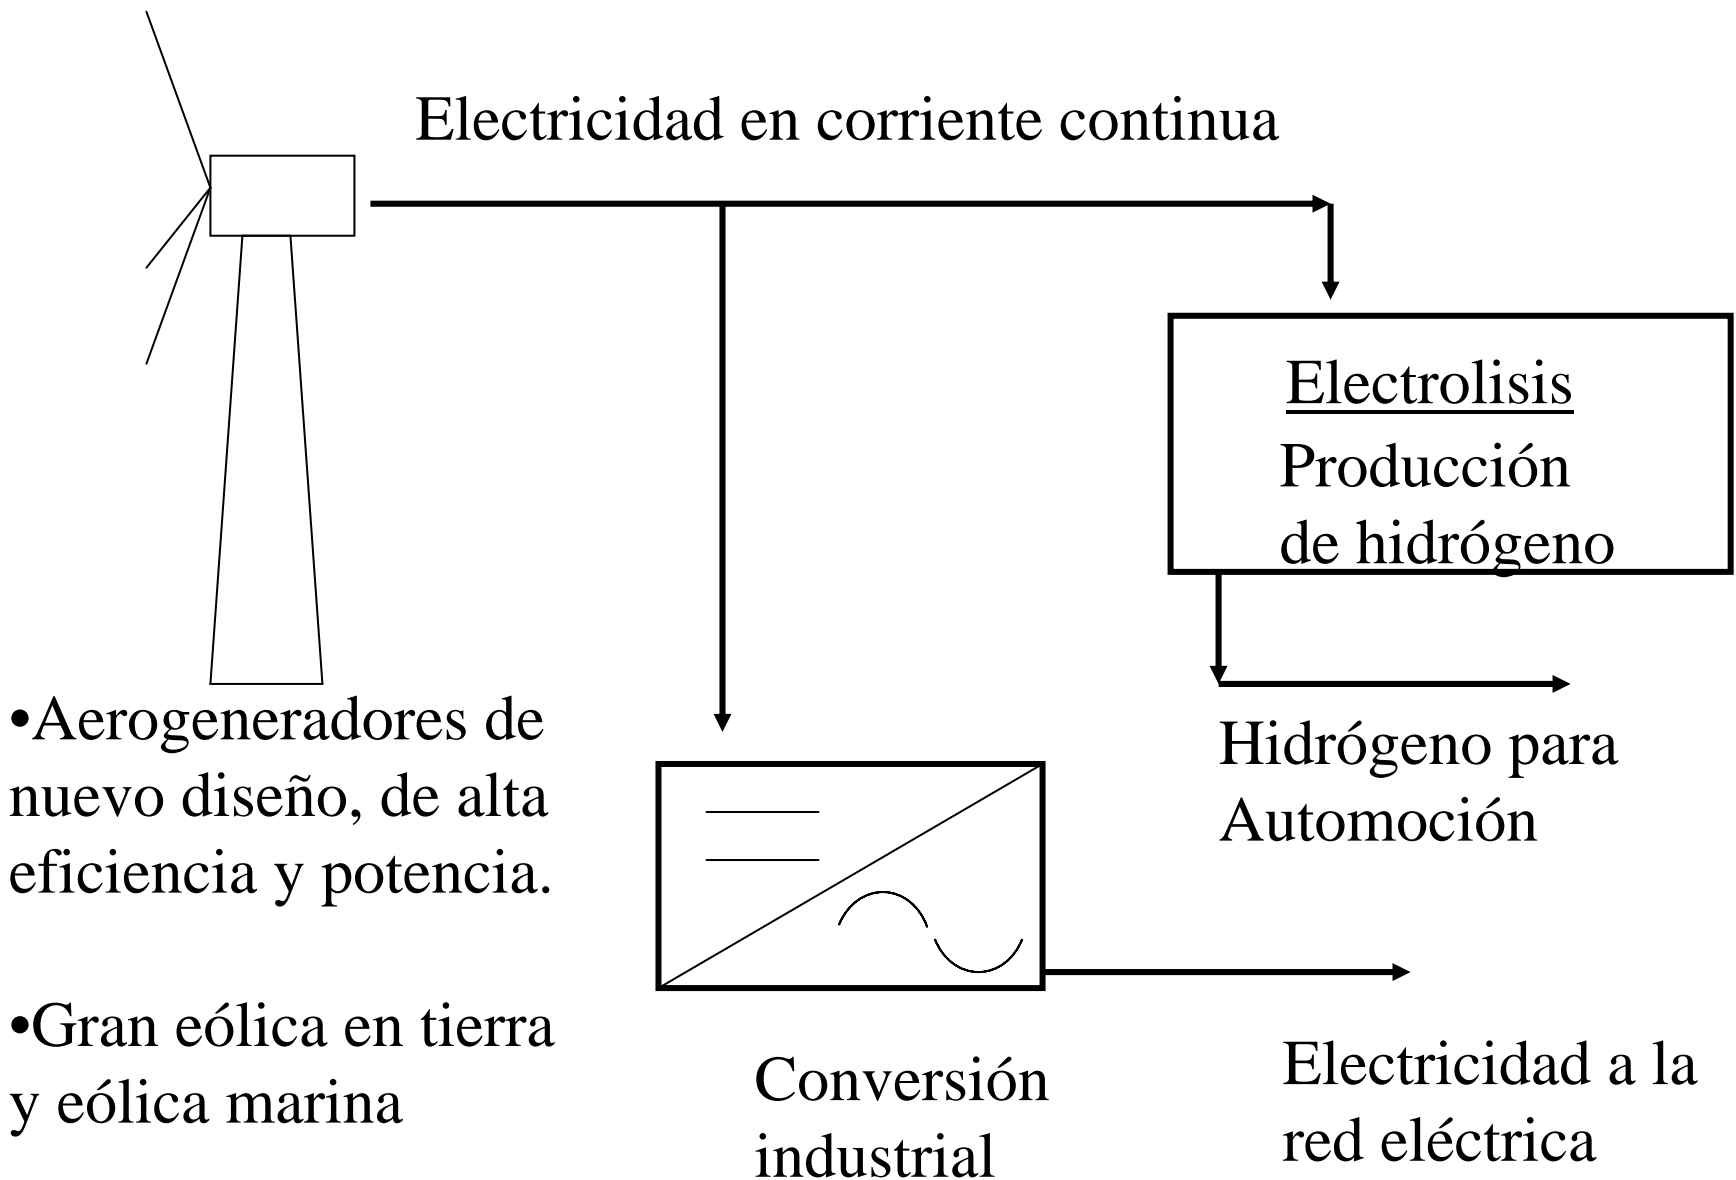 Electricidad en corriente continua
Electrolisis
Producción
de hidrógeno
•Aerogeneradores de
nuevo diseño, de alta
eficiencia y potencia.
Hidrógeno para
Automoción
•Gran eólica en tierra
y eólica marina
Conversión
industrial
Electricidad a la
red eléctrica